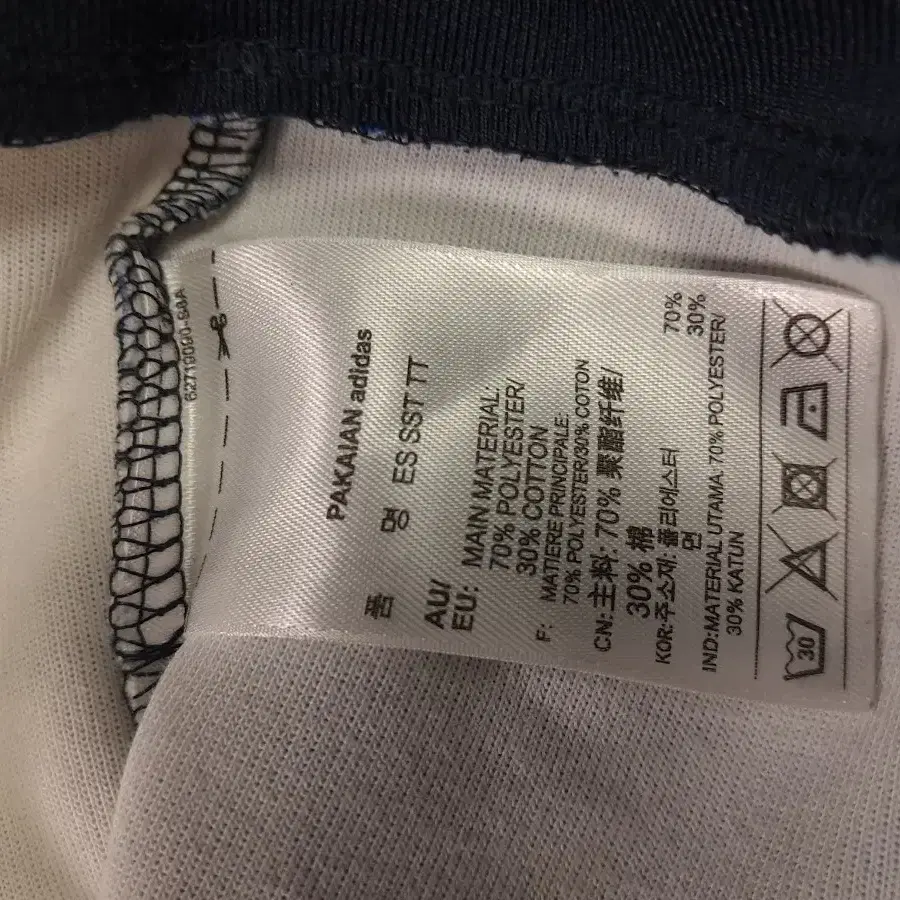 62719090-S4A
PAKAIAN adidas
품 명 ES SST TT
AU/
EU: MAIN MATERIAL:
70% POLYESTER/
30% COTTON
F: MATIERE PRINCIPALE:
70% POLYESTER/30% COTON
CN: 主料: 70% 聚酯纤维/
30% 棉
KOR:주소재: 폴리에스터 70%
면 30%
IND:MATERIAL UTAMA :70% POLYESTER/
30% KATUN
30